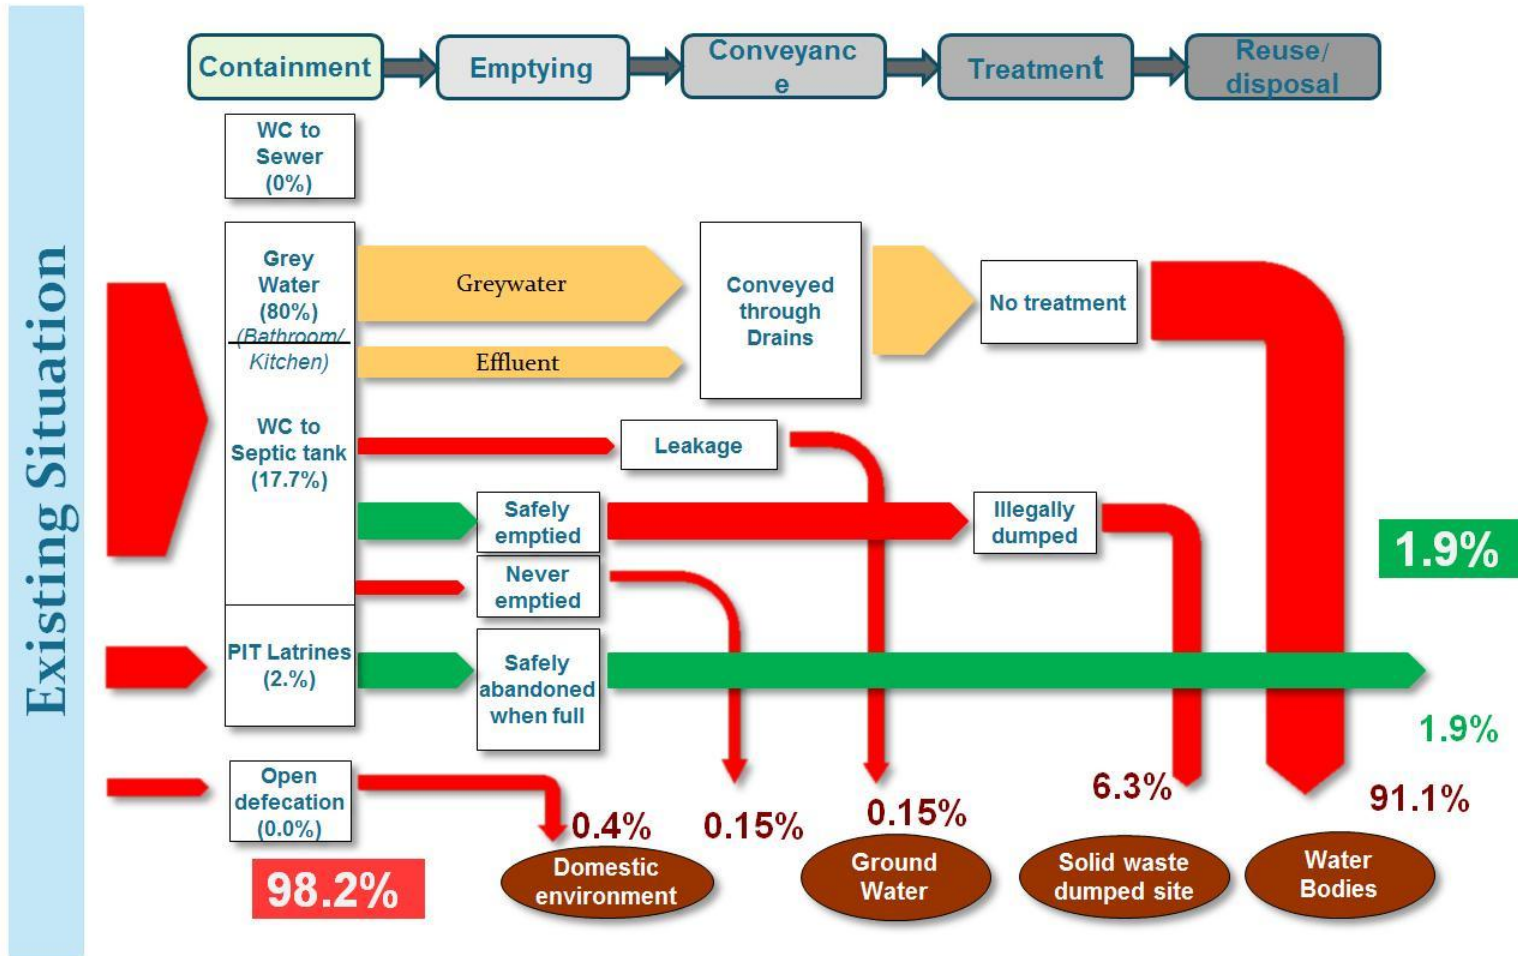 Existing Situation
Containment
Emptying
Conveyanc
e
Treatment
Reuse/
disposal
WC to
Sewer
(0%)
Grey
Water
(80%)
(Bathroom/
Kitchen)
Greywater
Effluent
Conveyed
through
Drains
No treatment
WC to
Septic tank
(17.7%)
Leakage
Safely
emptied
Illegally
dumped
Never
emptied
1.9%
PIT Latrines
(2.%)
Safely
abandoned
when full
1.9%
Open
defecation
(0.0%)
0.4%
0.15%
0.15%
6.3%
91.1%
98.2%
Domestic
environment
Ground
Water
Solid waste
dumped site
Water
Bodies